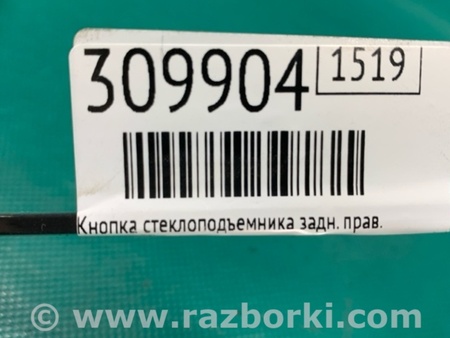 309904 1519
Кнопка стеклоподъемника задн. прав.
© www.razborki.com